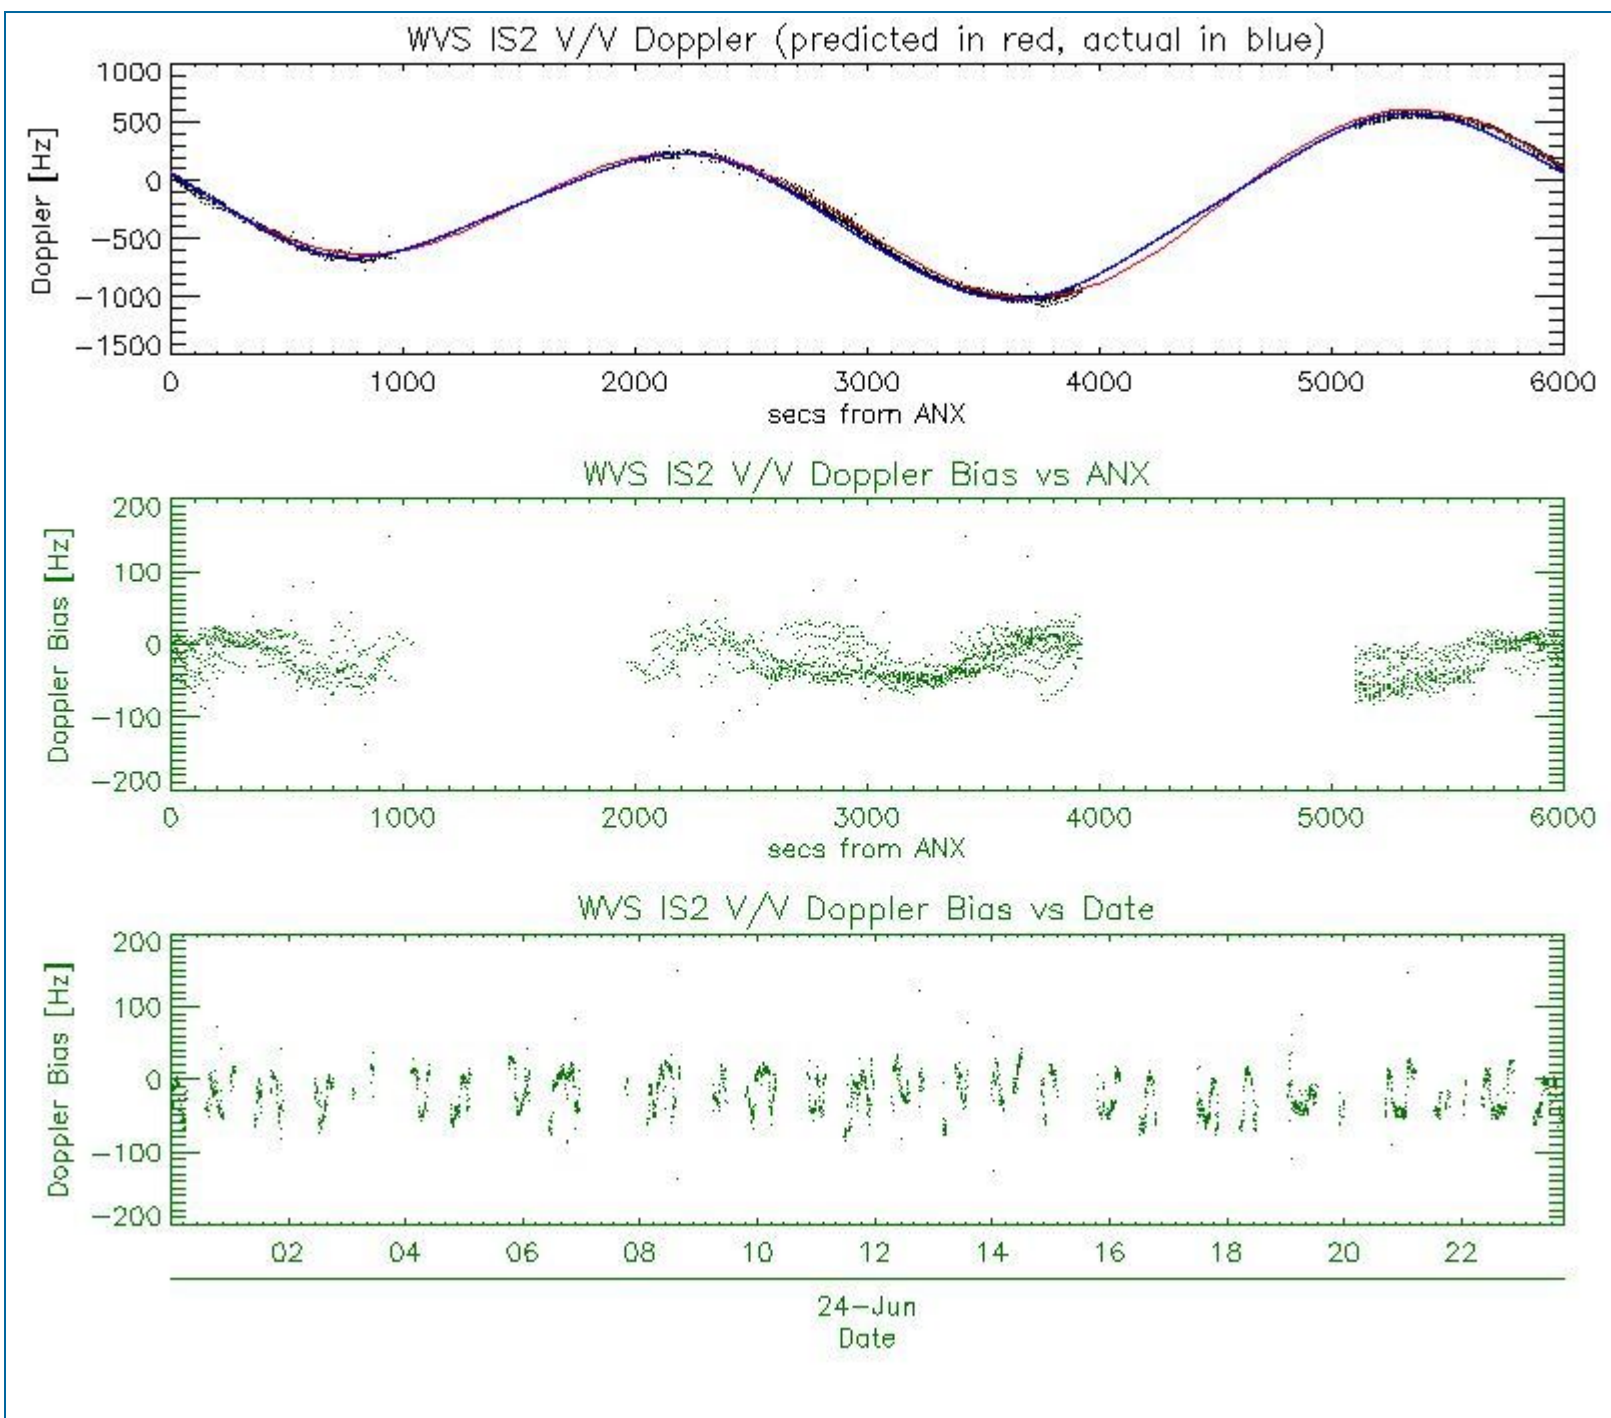 WVS IS2 V/V Doppler (predicted in red, actual in blue)
1000
500
0
−500
−1000
−1500
Doppler [Hz]
0 1000 2000 3000 4000 5000 6000
secs from ANX
WVS IS2 V/V Doppler Bias vs ANX
200
100
0
−100
−200
Doppler Bias [Hz]
0 1000 2000 3000 4000 5000 6000
secs from ANX
WVS IS2 V/V Doppler Bias vs Date
200
100
0
−100
−200
Doppler Bias [Hz]
02 04 06 08 10 12 14 16 18 20 22
24−Jun
Date